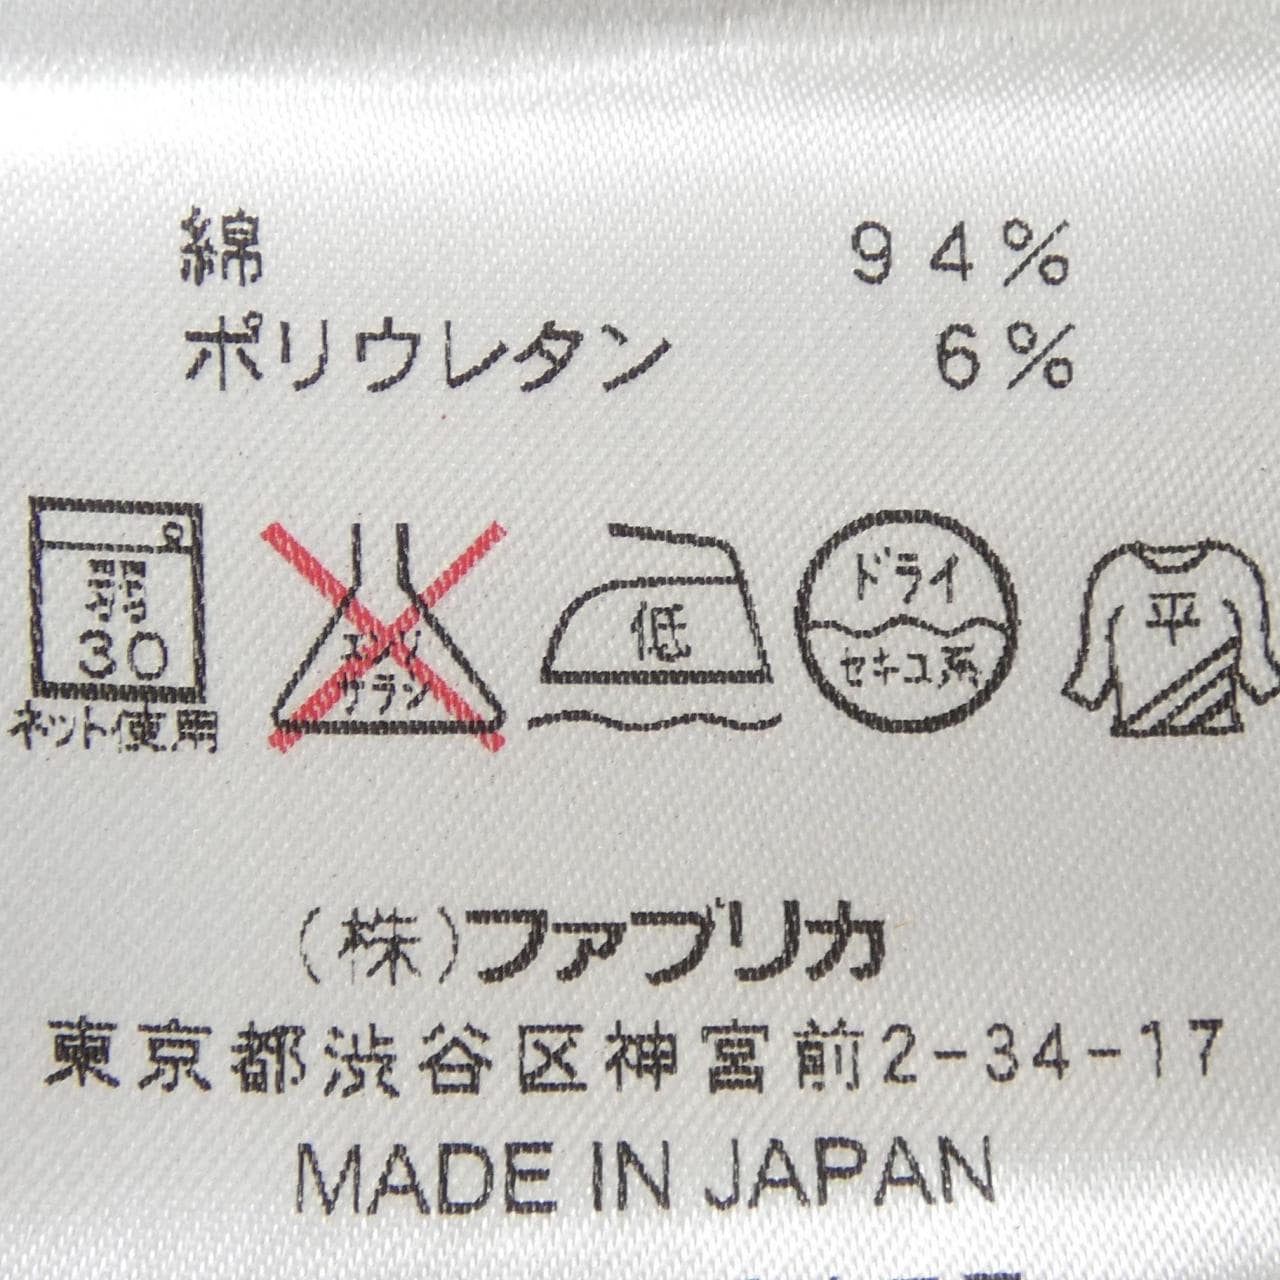 綿 94%
ポリウレタン 6%
弱 30
ネット使用
エンソ
サラシ
低
ドライ
セキユ系
平
(株)ファブリカ
東京都渋谷区神宮前2-34-17
MADE IN JAPAN